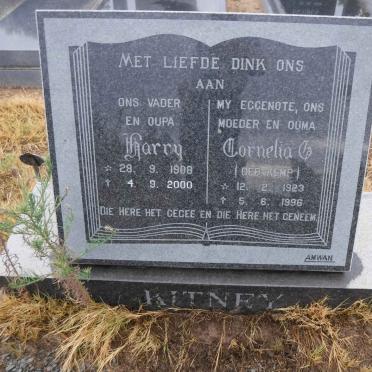 MET LIEFDE DINK ONS
AAN
ONS VADER
EN OUPA
Harry
☆ 29. 9. 1909
✝ 4. 9. 2000
MY EGGENOTE, ONS
MOEDER EN OUMA
Cornelia G
(GEB. KEMP)
☆ 12. 2. 1923
✝ 5. 6. 1996
DIE HERE HET GEGEE EN DIE HERE HET GENEEM
AMWAN
KITNEY